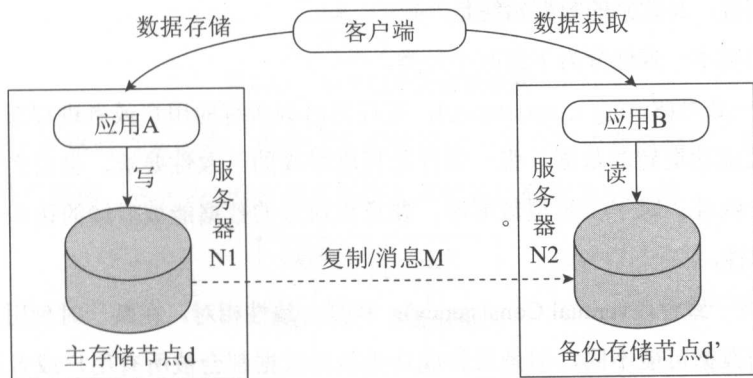 数据存储
客户端
数据获取
应用A
写
服务器N1
主存储节点d
复制/消息M
应用B
读
服务器N2
备份存储节点d’